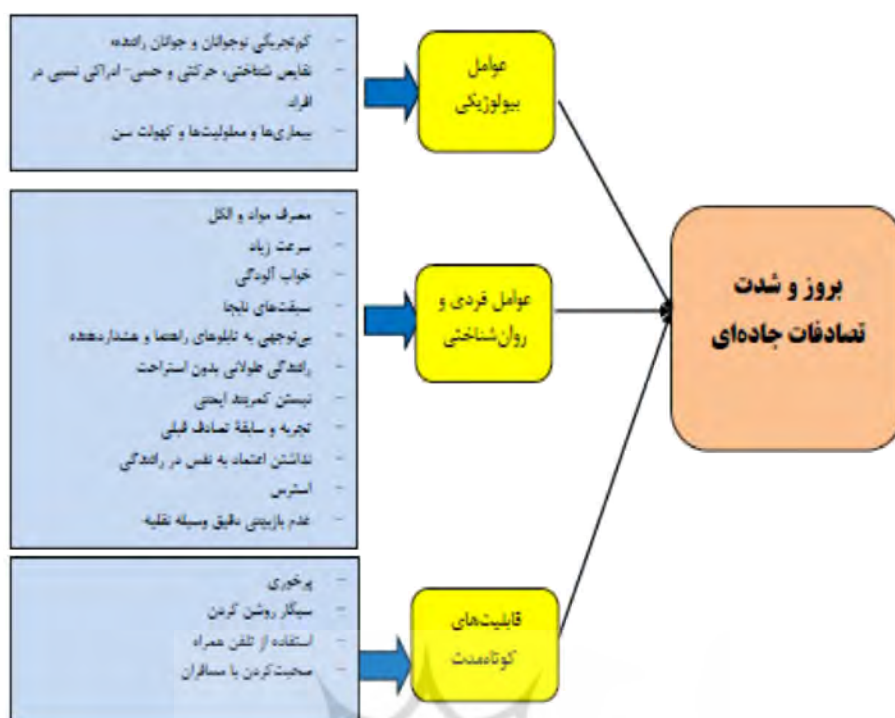 - کم‌تجربگی نوجوانان و جوانان راننده
- نقایص شناختی، حرکتی و حسی- ادراکی نسبی در
افراد
- بیماری‌ها و معلولیت‌ها و کهولت سن
عوامل
بیولوژیکی
- مصرف مواد و الکل
- سرعت زیاد
- خواب آلودگی
- سبقت‌های نابجا
- بی‌توجهی به تابلوهای راهنما و هشداردهنده
- رانندگی طولانی بدون استراحت
- نبستن کمربند ایمنی
- تجربه و سابقهٔ تصادف قبلی
- نداشتن اعتماد به نفس در رانندگی
- استرس
- عدم بازبینی دقیق وسیله نقلیه
عوامل فردی و
روان‌شناختی
- پرخوری
- سیگار روشن کردن
- استفاده از تلفن همراه
- صحبت‌کردن با مسافران
قابلیت‌های
کوتاه‌مدت
بروز و شدت
تصادفات جاده‌ای